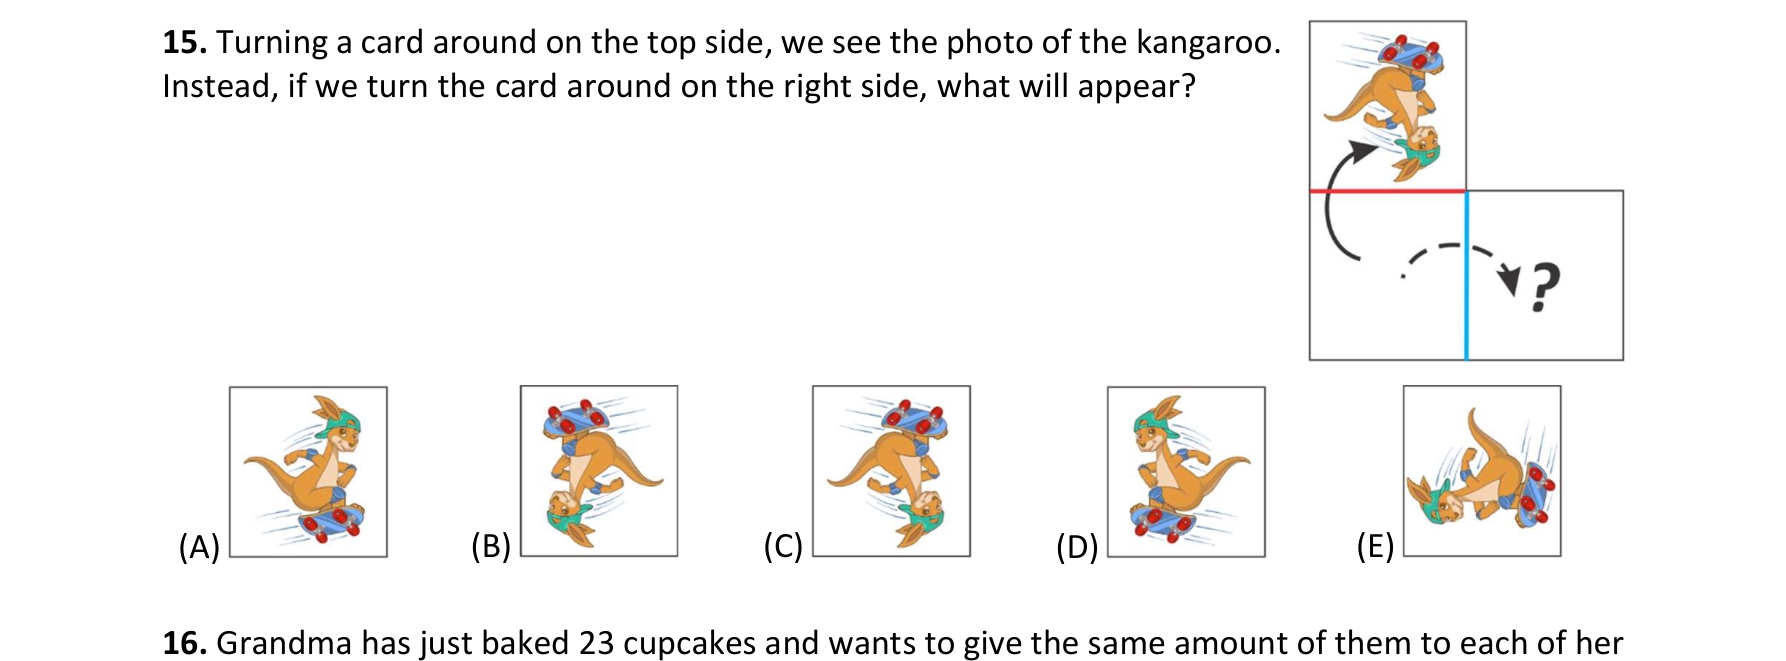 15. Turning a card around on the top side, we see the photo of the kangaroo.
Instead, if we turn the card around on the right side, what will appear?
?
(A) (B) (C) (D) (E)
16. Grandma has just baked 23 cupcakes and wants to give the same amount of them to each of her